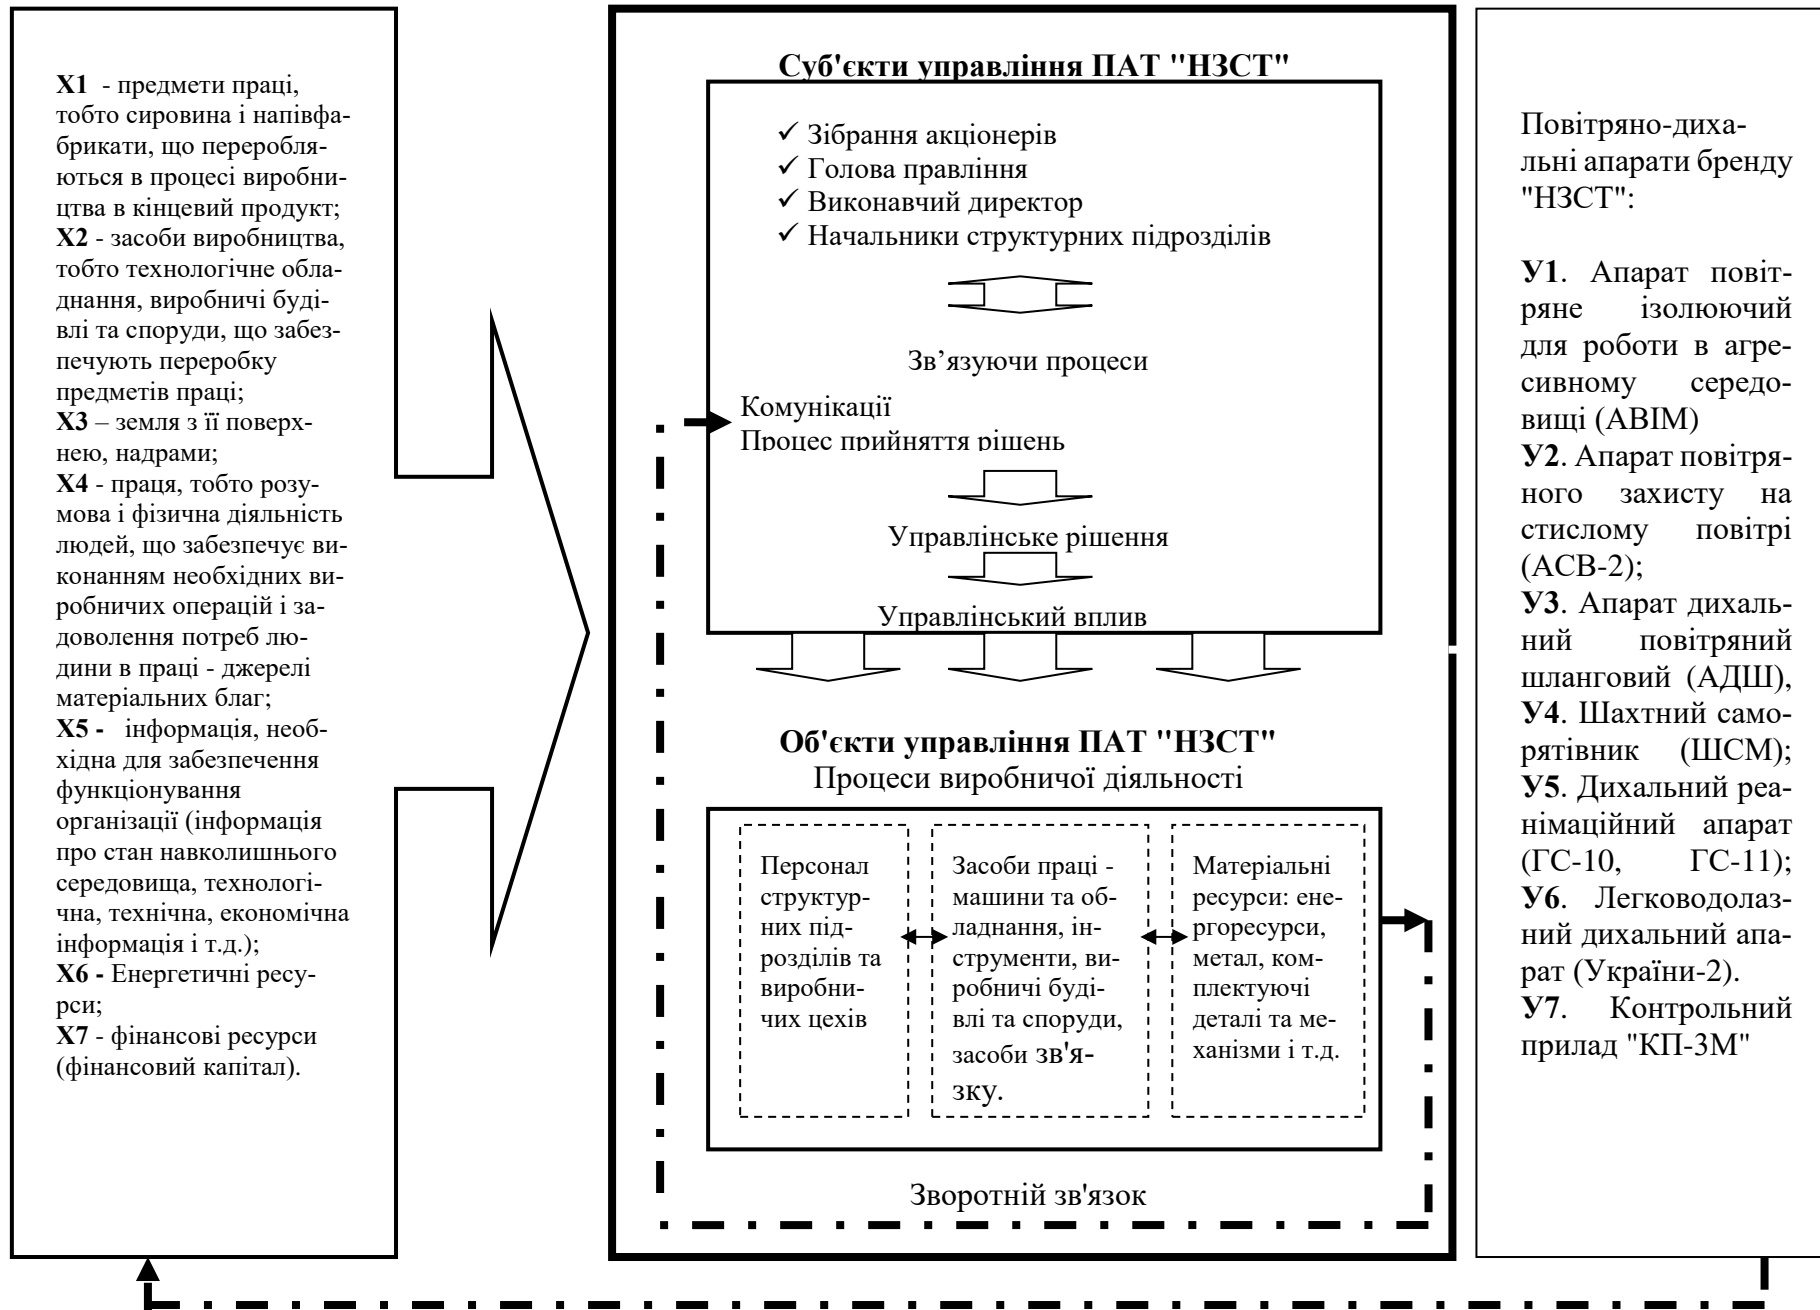 Х1 - предмети праці,
тобто сировина і напівфа-
брикати, що переробля-
ються в процесі виробни-
цтва в кінцевий продукт;
Х2 - засоби виробництва,
тобто технологічне обла-
днання, виробничі буді-
влі та споруди, що забез-
печують переробку
предметів праці;
Х3 – земля з її поверх-
нею, надрами;
Х4 - праця, тобто розу-
мова і фізична діяльність
людей, що забезпечує ви-
конанням необхідних ви-
робничих операцій і за-
доволення потреб лю-
дини в праці - джерелі
матеріальних благ;
Х5 - інформація, необ-
хідна для забезпечення
функціонування
організації (інформація
про стан навколишнього
середовища, технологі-
чна, технічна, економічна
інформація і т.д.);
Х6 - Енергетичні ресу-
рси;
Х7 - фінансові ресурси
(фінансовий капітал).
Суб'єкти управління ПАТ "НЗСТ"
✓ Зібрання акціонерів
✓ Голова правління
✓ Виконавчий директор
✓ Начальники структурних підрозділів
Зв’язуючи процеси
Комунікації
Процес прийняття рішень
Управлінське рішення
Управлінський вплив
Об'єкти управління ПАТ "НЗСТ"
Процеси виробничої діяльності
Персонал
структур-
них під-
розділів та
виробни-
чих цехів
Засоби праці -
машини та об-
ладнання, ін-
струменти, ви-
робничі буді-
влі та споруди,
засоби зв'я-
зку.
Матеріальні
ресурси: ене-
ргоресурси,
метал, ком-
плектуючі
деталі та ме-
ханізми і т.д.
Зворотній зв'язок
Повітряно-диха-
льні апарати бренду
"НЗСТ":
У1. Апарат повіт-
ряне ізолюючий
для роботи в агре-
сивному середо-
вищі (АВІМ)
У2. Апарат повітря-
ного захисту на
стислому повітрі
(АСВ-2);
У3. Апарат дихаль-
ний повітряний
шланговий (АДШ),
У4. Шахтний само-
рятівник (ШСМ);
У5. Дихальний реа-
німаційний апарат
(ГС-10, ГС-11);
У6. Легководолаз-
ний дихальний апа-
рат (України-2).
У7. Контрольний
прилад "КП-3М"